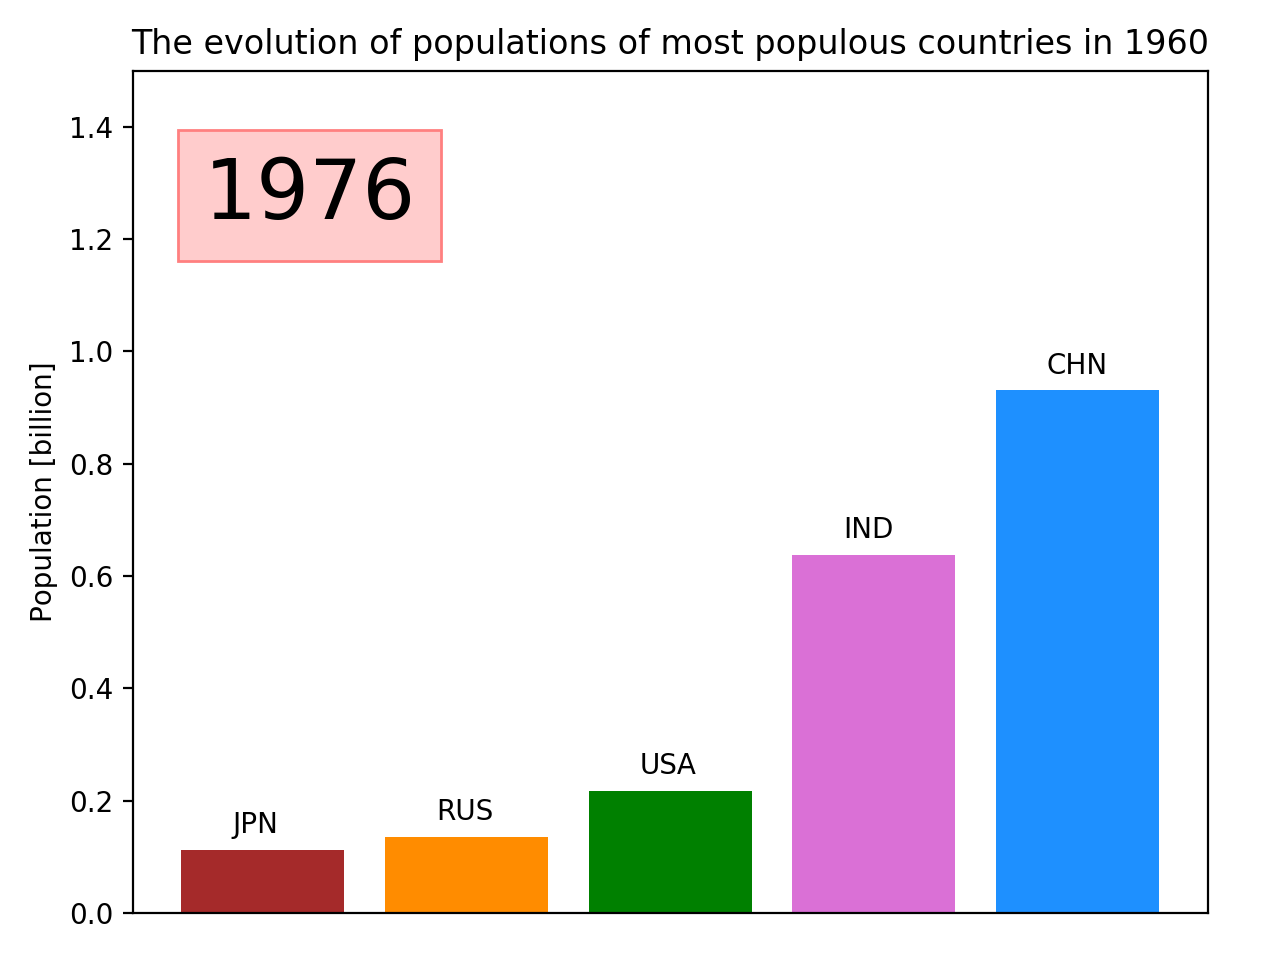 The evolution of populations of most populous countries in 1960
1976
Population [billion]
1.4
1.2
1.0
0.8
0.6
0.4
0.2
0.0
JPN
RUS
USA
IND
CHN